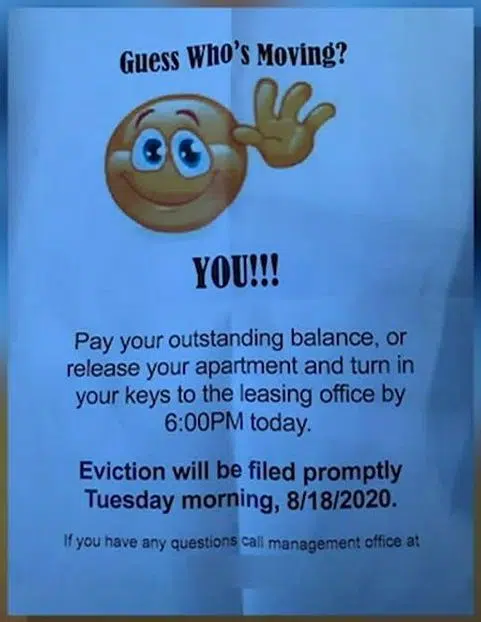 Guess Who's Moving?
YOU!!!
Pay your outstanding balance, or
release your apartment and turn in
your keys to the leasing office by
6:00PM today.
Eviction will be filed promptly
Tuesday morning, 8/18/2020.
If you have any questions call management office at